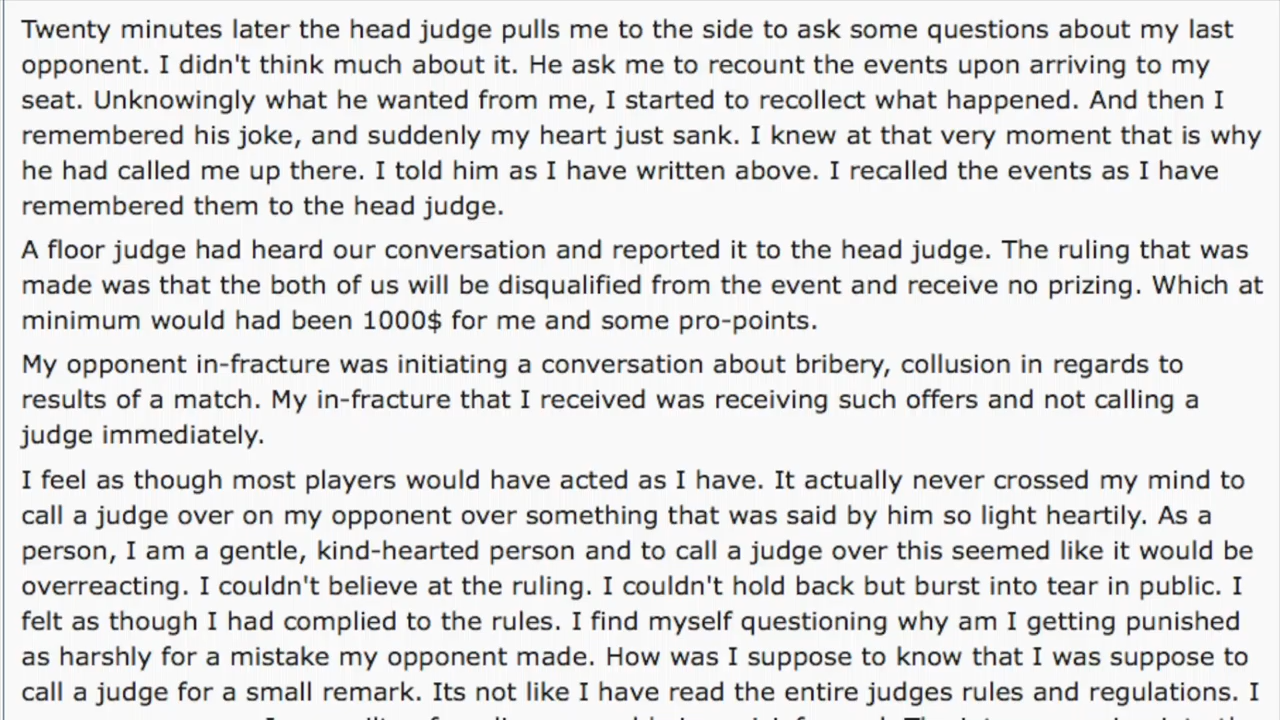 Twenty minutes later the head judge pulls me to the side to ask some questions about my last
opponent. I didn't think much about it. He ask me to recount the events upon arriving to my
seat. Unknowingly what he wanted from me, I started to recollect what happened. And then I
remembered his joke, and suddenly my heart just sank. I knew at that very moment that is why
he had called me up there. I told him as I have written above. I recalled the events as I have
remembered them to the head judge.
A floor judge had heard our conversation and reported it to the head judge. The ruling that was
made was that the both of us will be disqualified from the event and receive no prizing. Which at
minimum would had been 1000$ for me and some pro-points.
My opponent in-fracture was initiating a conversation about bribery, collusion in regards to
results of a match. My in-fracture that I received was receiving such offers and not calling a
judge immediately.
I feel as though most players would have acted as I have. It actually never crossed my mind to
call a judge over on my opponent over something that was said by him so light heartily. As a
person, I am a gentle, kind-hearted person and to call a judge over this seemed like it would be
overreacting. I couldn't believe at the ruling. I couldn't hold back but burst into tear in public. I
felt as though I had complied to the rules. I find myself questioning why am I getting punished
as harshly for a mistake my opponent made. How was I suppose to know that I was suppose to
call a judge for a small remark. Its not like I have read the entire judges rules and regulations. I